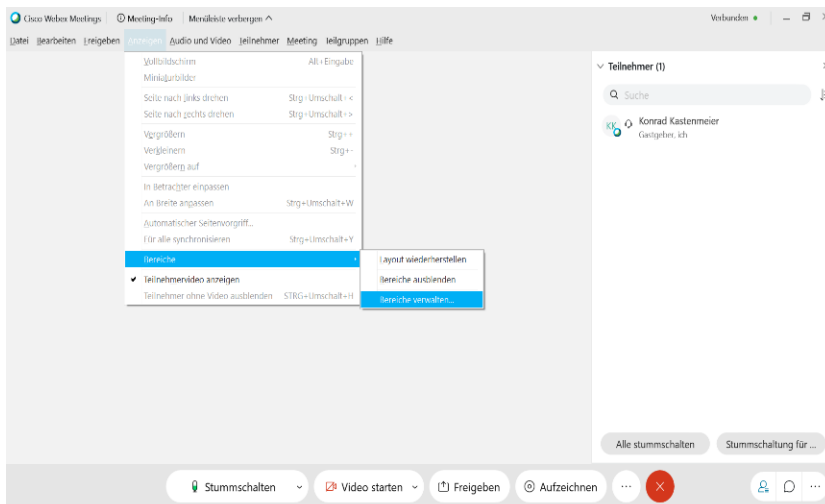 Cisco Webex Meetings Meeting-Info Menüleiste verbergen Verbunden
Datei Bearbeiten Freigeben Anzeigen Audio und Video Teilnehmer Meeting Teilgruppen Hilfe
Vollbildschirm Alt+Eingabe
Miniaturbilder
Seite nach links drehen Strg+Umschalt+<
Seite nach rechts drehen Strg+Umschalt+>
Vergrößern Strg++
Verkleinern Strg+-
Vergrößern auf
In Betrachter einpassen
An Breite anpassen Strg+Umschalt+W
Automatischer Seitenvorgriff...
Für alle synchronisieren Strg+Umschalt+Y
Bereiche
Teilnehmervideo anzeigen
Teilnehmer ohne Video ausblenden STRG+Umschalt+H
Layout wiederherstellen
Bereiche ausblenden
Bereiche verwalten...
Teilnehmer (1)
Suche
KK Konrad Kastenmeier
Gastgeber, ich
Alle stummschalten Stummschaltung für ...
Stummschalten Video starten Freigeben Aufzeichnen